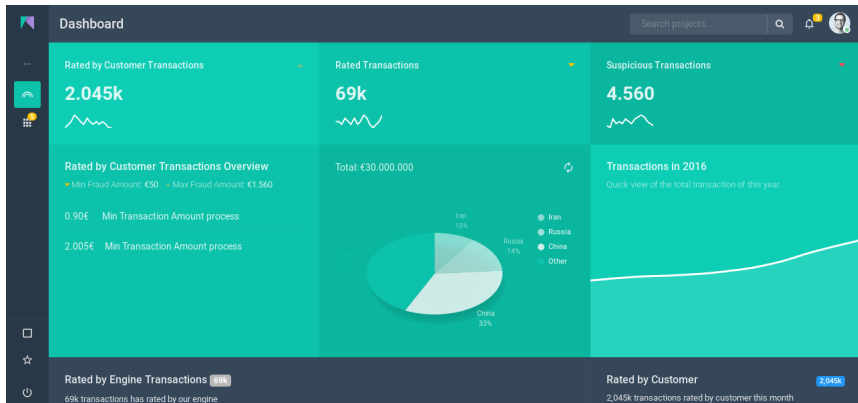 Dashboard
Search projects...
3
...
5
Rated by Customer Transactions
2.045k
Rated Transactions
69k
Suspicious Transactions
4.560
Rated by Customer Transactions Overview
Min Fraud Amount: €50 - Max Fraud Amount: €1.560
0.90€ Min Transaction Amount process
2.005€ Min Transaction Amount process
Total: €30.000.000
Iran
10%
Russia
14%
China
33%
Iran
Russia
China
Other
Transactions in 2016
Quick view of the total transaction of this year.
Rated by Engine Transactions 69k
69k transactions has rated by our engine
Rated by Customer 2,045k
2,045k transactions rated by customer this month